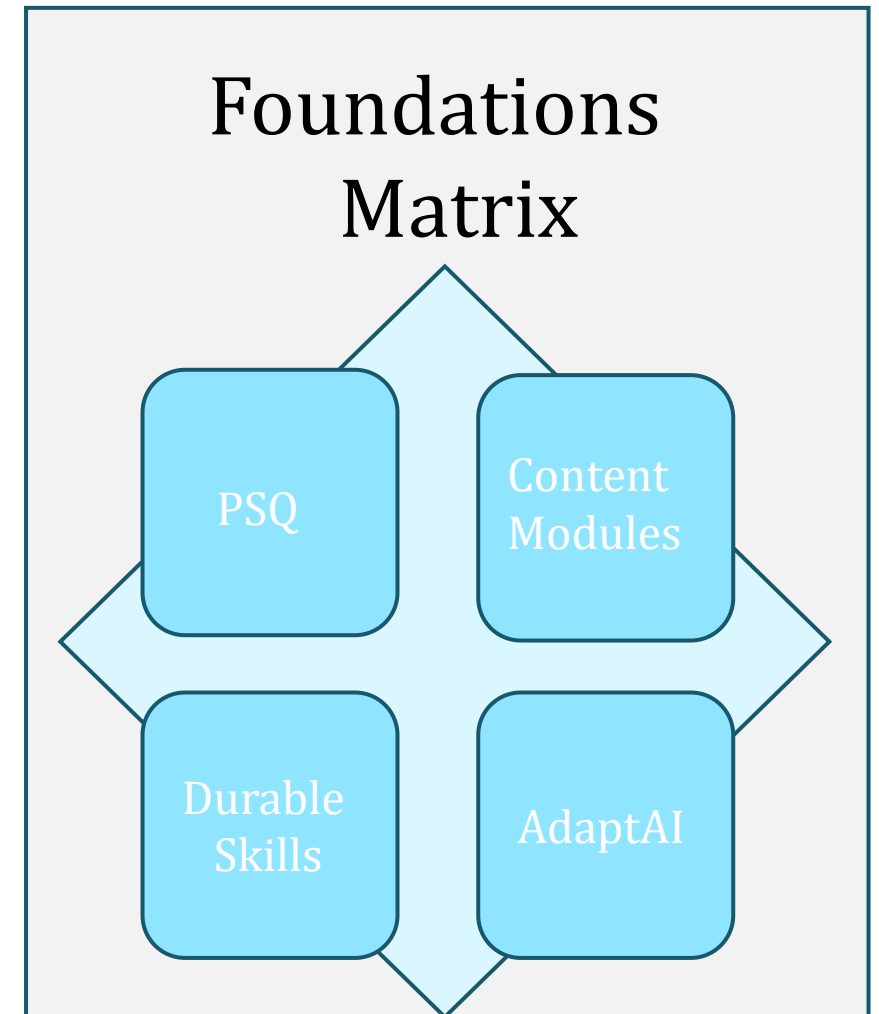 Foundations
Matrix
PSQ
Content
Modules
Durable
Skills
AdaptAI